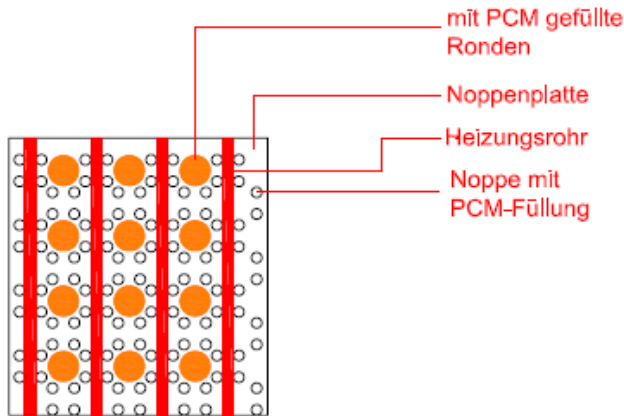 mit PCM gefüllte
Ronden
Noppenplatte
Heizungsrohr
Noppe mit
PCM-Füllung